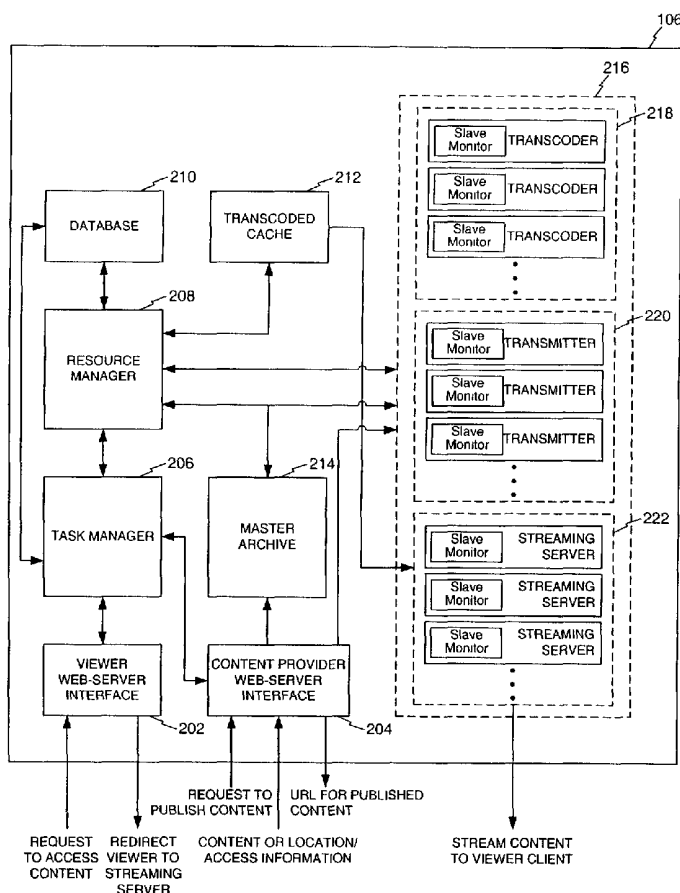 106
216
218
Slave
Monitor
TRANSCODER
Slave
Monitor
TRANSCODER
Slave
Monitor
TRANSCODER
210
DATABASE
212
TRANSCODED
CACHE
208
RESOURCE
MANAGER
220
Slave
Monitor
TRANSMITTER
Slave
Monitor
TRANSMITTER
Slave
Monitor
TRANSMITTER
206
TASK MANAGER
214
MASTER
ARCHIVE
222
Slave
Monitor
STREAMING
SERVER
Slave
Monitor
STREAMING
SERVER
Slave
Monitor
STREAMING
SERVER
VIEWER
WEB-SERVER
INTERFACE
202
CONTENT PROVIDER
WEB-SERVER
INTERFACE
204
REQUEST TO
PUBLISH CONTENT
URL FOR PUBLISHED
CONTENT
REQUEST
TO ACCESS
CONTENT
REDIRECT
VIEWER TO
STREAMING
SERVER
CONTENT OR LOCATION/
ACCESS INFORMATION
STREAM CONTENT
TO VIEWER CLIENT